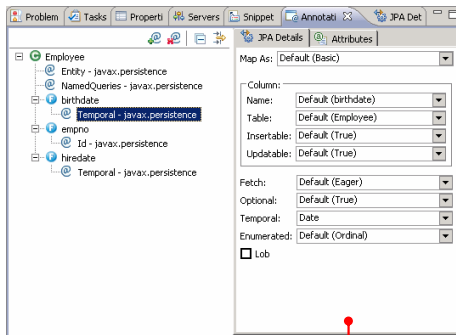 Problem Tasks Properti Servers Snippet Annotati JPA Det
JPA Details Attributes
Employee
Entity - javax.persistence
NamedQueries - javax.persistence
birthdate
Temporal - javax.persistence
empno
Id - javax.persistence
hiredate
Temporal - javax.persistence
Map As: Default (Basic)
Column:
Name: Default (birthdate)
Table: Default (Employee)
Insertable: Default (True)
Updatable: Default (True)
Fetch: Default (Eager)
Optional: Default (True)
Temporal: Date
Enumerated: Default (Ordinal)
Lob